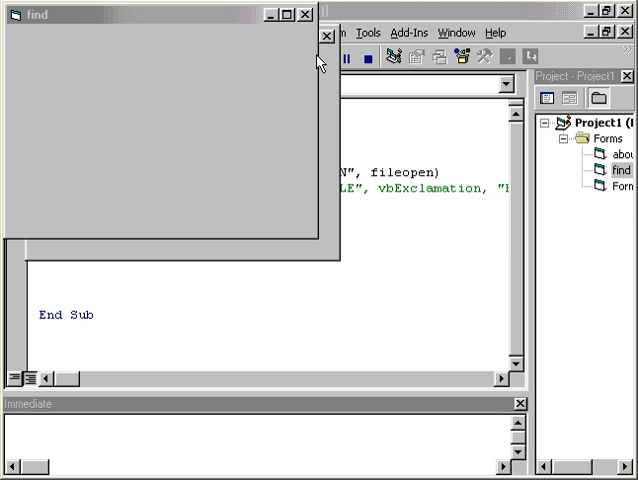 find
)]
m Tools Add-Ins Window Help
Project - Project1
Project1 (
Forms
abou
find
Form
N", fileopen)
LE", vbExclamation, "
End Sub
Immediate